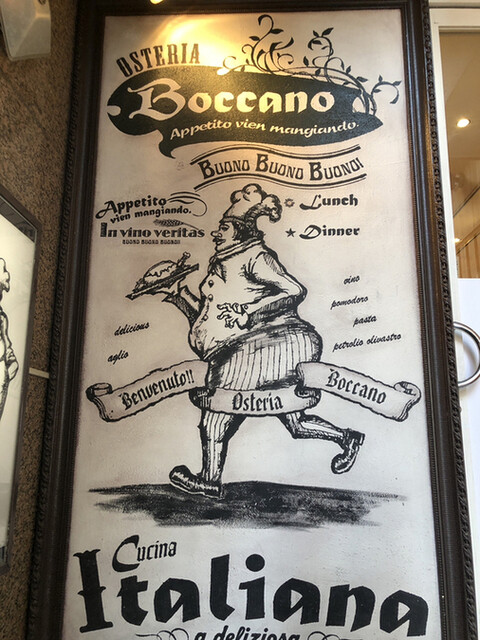 OSTERIA
Boccano
Appetito vien mangiando.
BUONO BUONO BUONO!
Appetito
vien mangiando.
In vino veritas
BUONO BUONO BUONO!
Lunch
Dinner
vino
pomodoro
pasta
petrolio olivastro
delicious
aglio
Benvenuto!! Osteria Boccano
Cucina
Italiana
a deliziosa